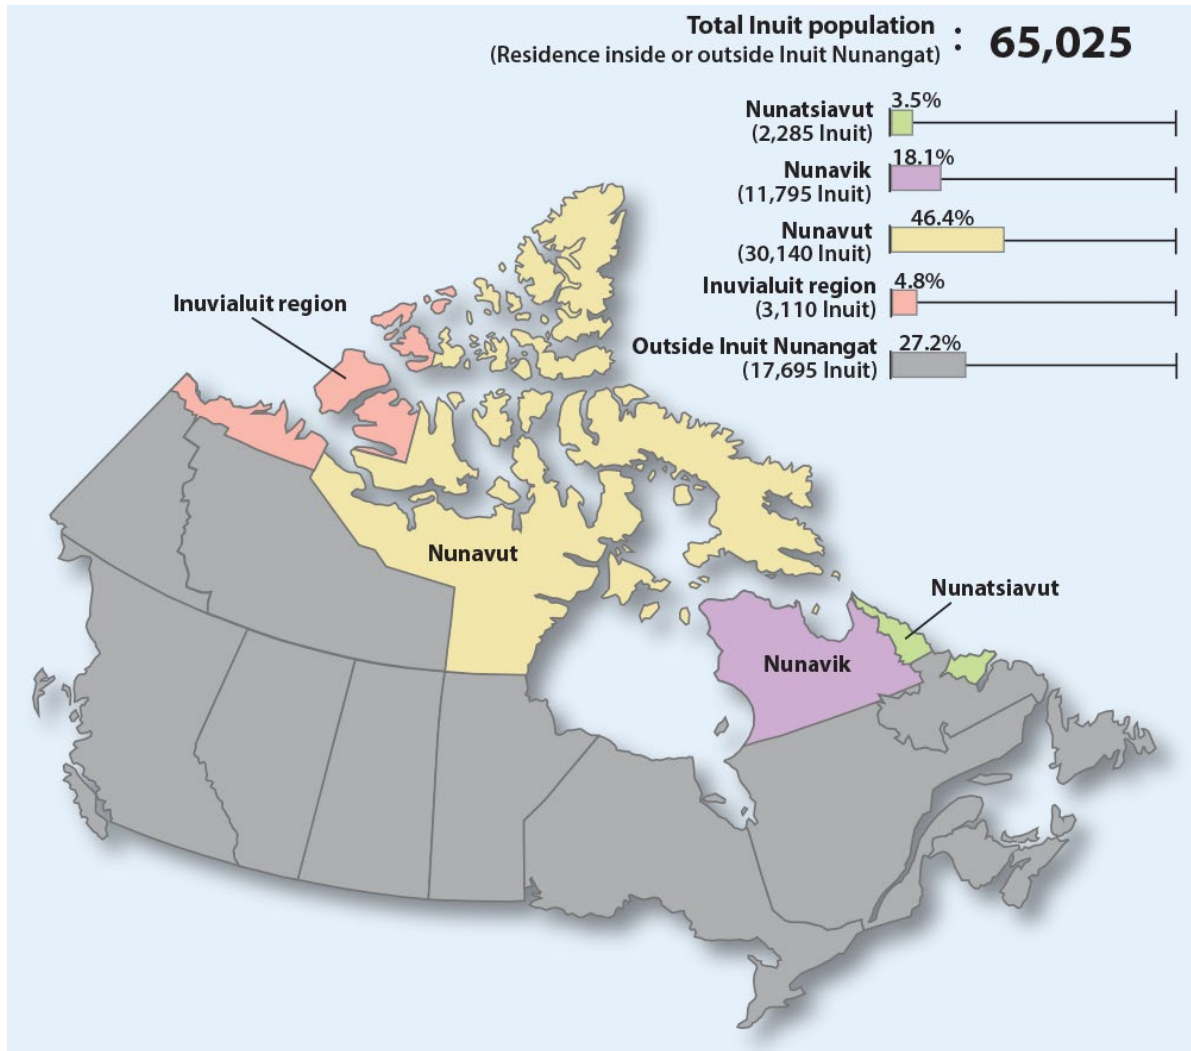 Total Inuit population : 65,025
(Residence inside or outside Inuit Nunangat)
3.5%
Nunatsiavut
(2,285 Inuit)
18.1%
Nunavik
(11,795 Inuit)
46.4%
Nunavut
(30,140 Inuit)
4.8%
Inuvialuit region
(3,110 Inuit)
27.2%
Outside Inuit Nunangat
(17,695 Inuit)
Inuvialuit region
Nunavut
Nunatsiavut
Nunavik